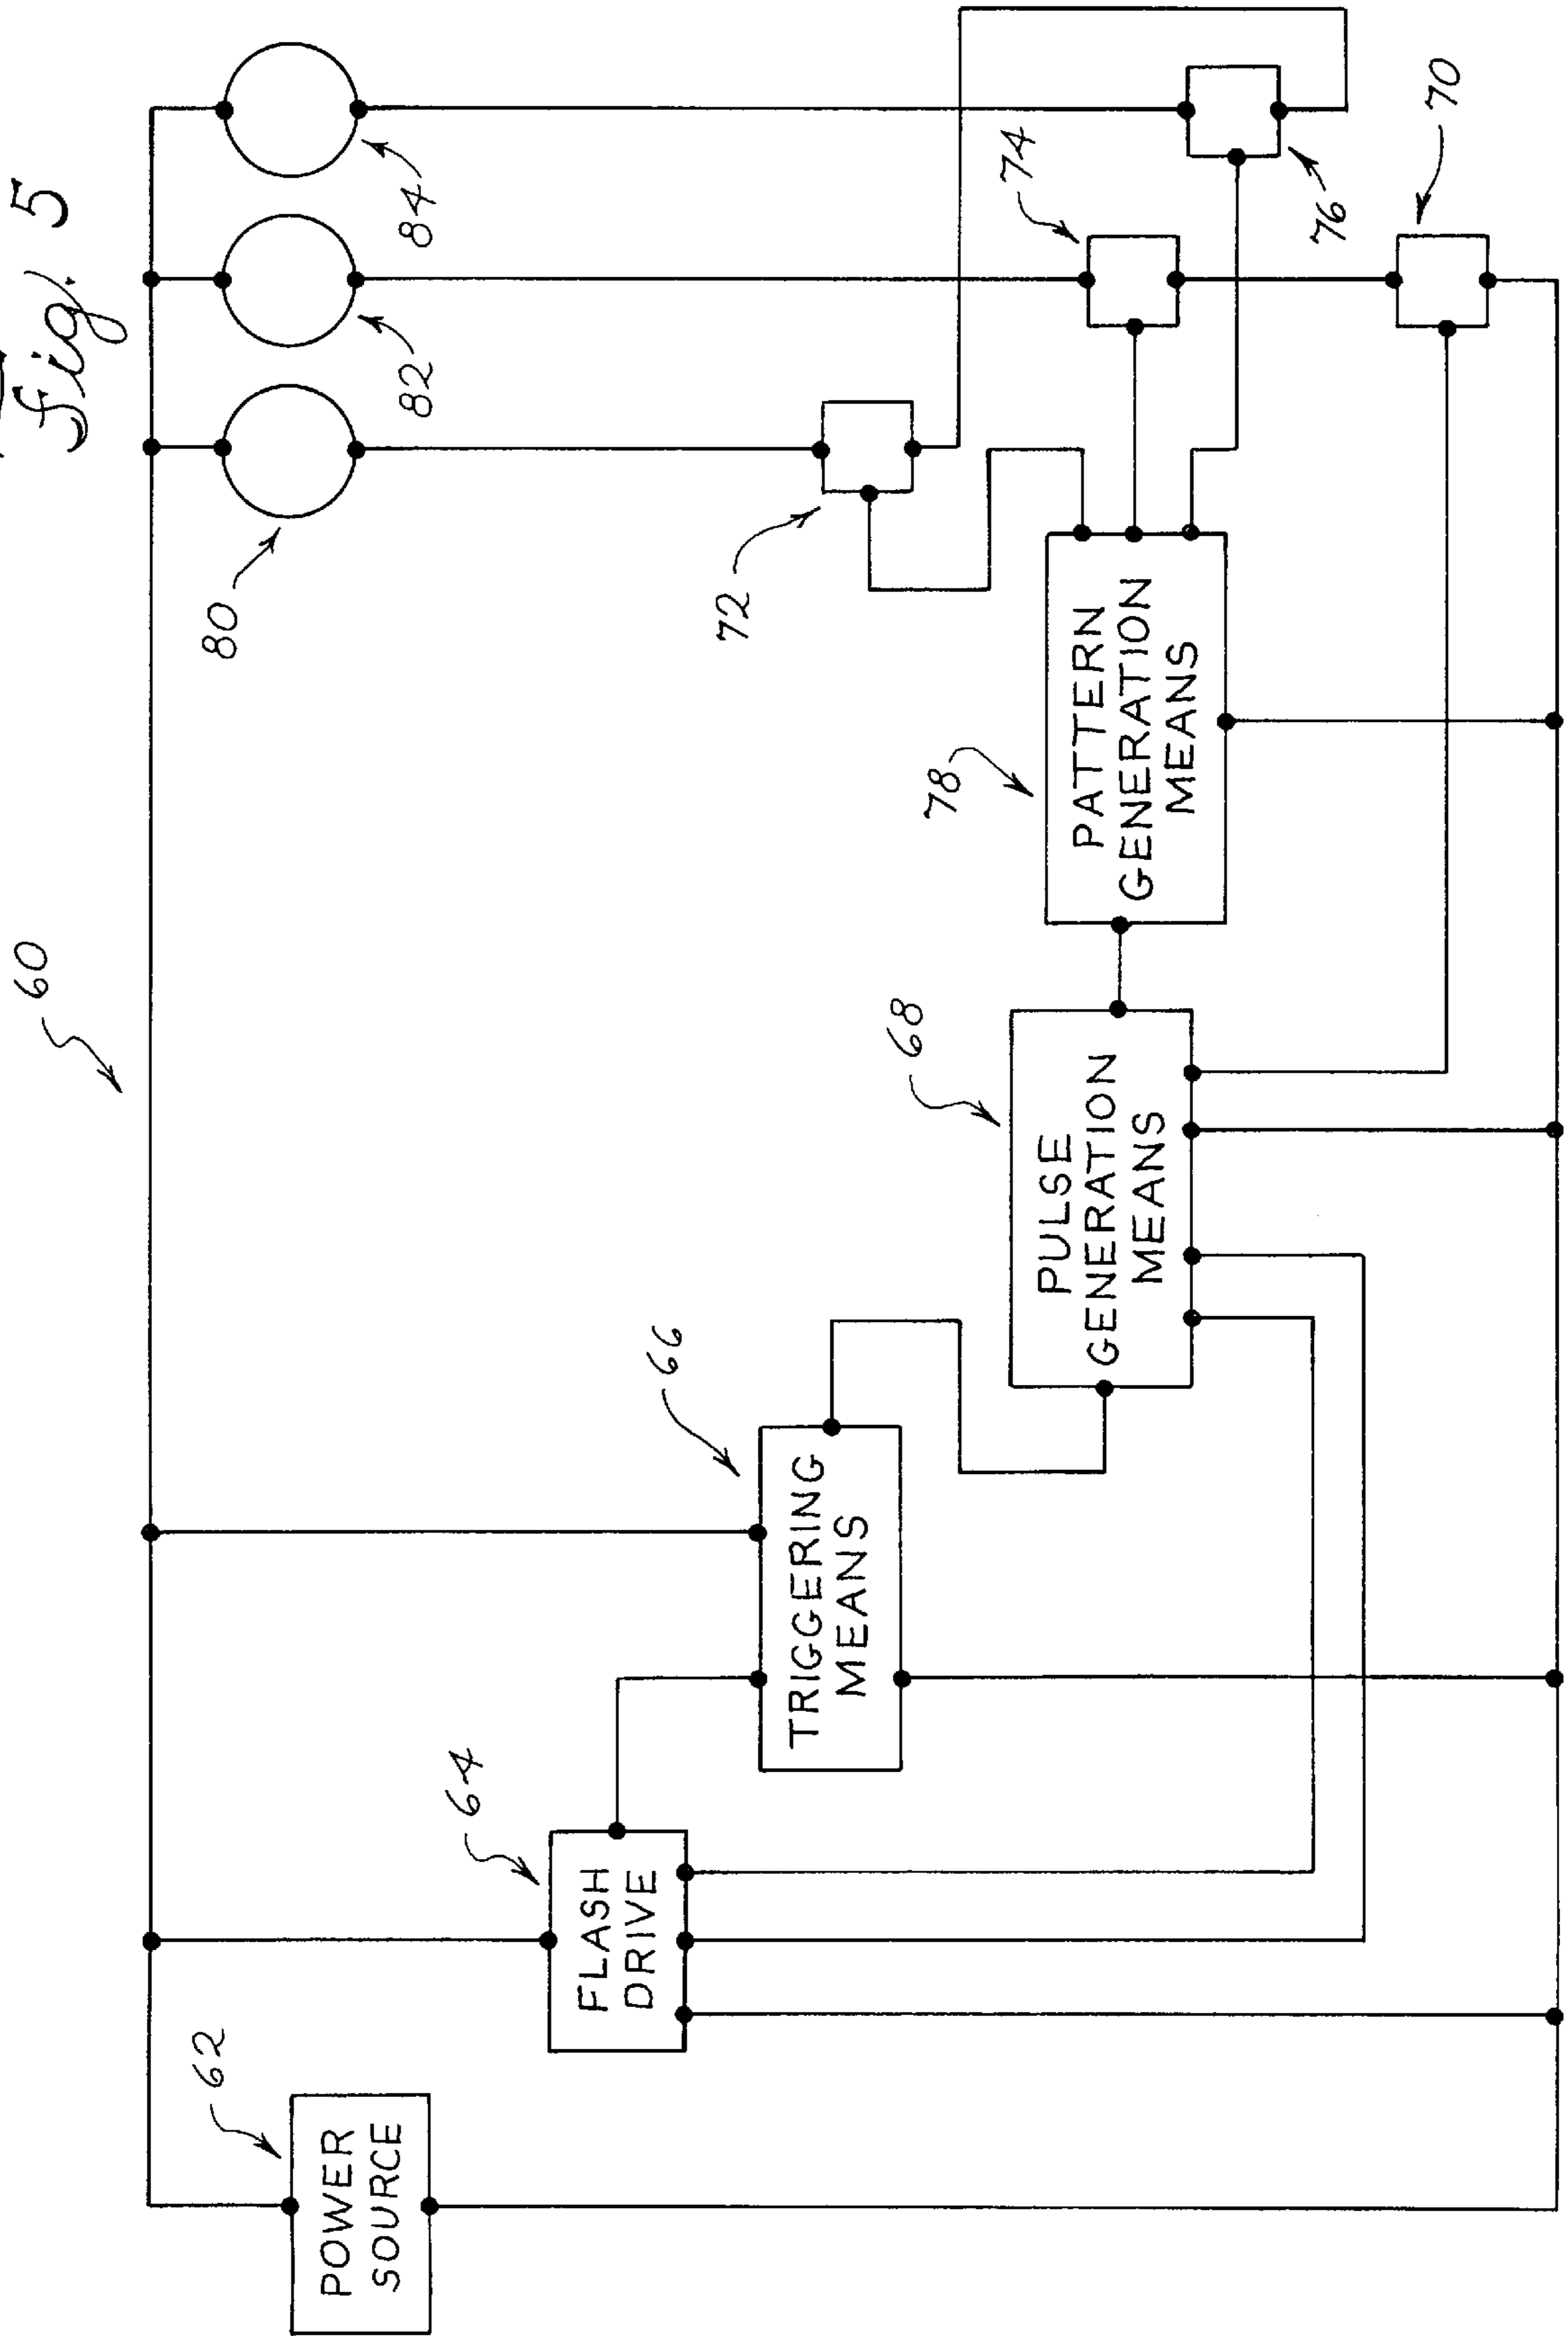 Fig. 5
60
62
POWER
SOURCE
64
FLASH
DRIVE
66
TRIGGERING
MEANS
68
PULSE
GENERATION
MEANS
78
PATTERN
GENERATION
MEANS
72
80
82
84
74
76
70